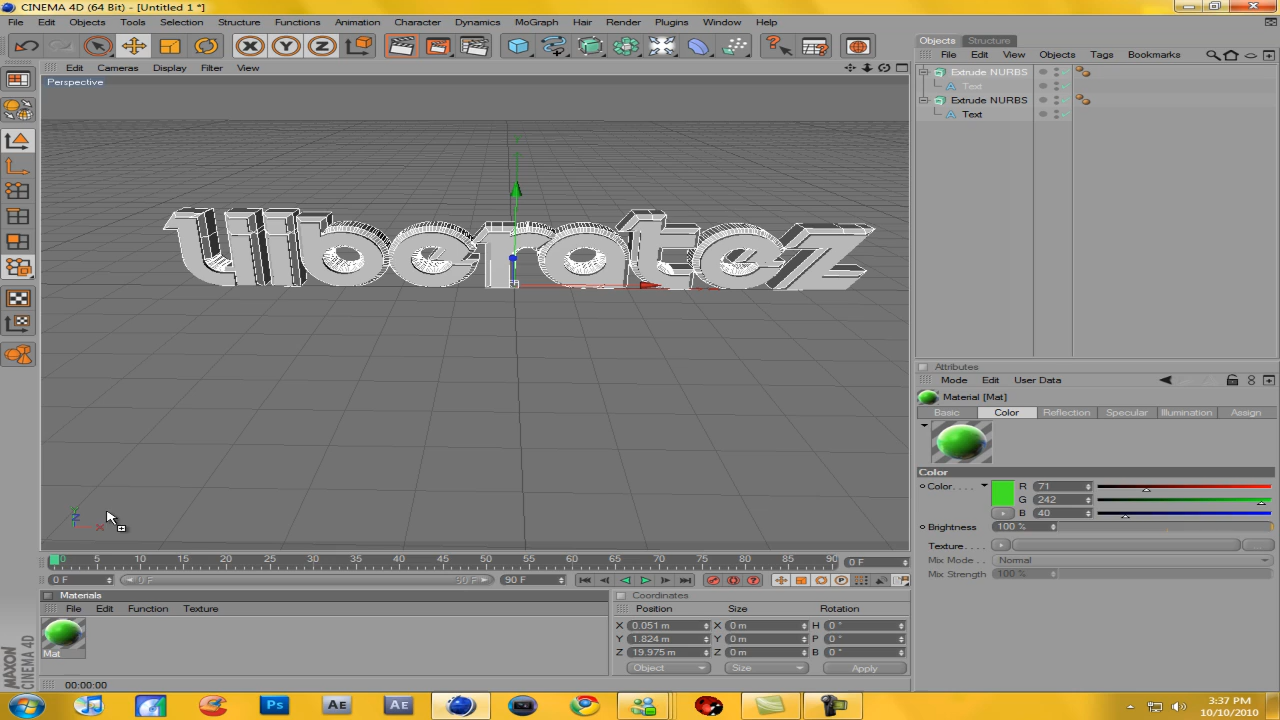 CINEMA 4D (64 Bit) - [Untitled 1 *]
File Edit Objects Tools Selection Structure Functions Animation Character Dynamics MoGraph Hair Render Plugins Window Help
Objects Structure
File Edit View Objects Tags Bookmarks
Edit Cameras Display Filter View
Perspective
Extrude NURBS
Text
Extrude NURBS
Text
liberatez
Attributes
Mode Edit User Data
Material [Mat]
Basic Color Reflection Specular Illumination Assign
Color
Color R 71
G 242
B 40
Brightness 100 %
Texture
Mix Mode Normal
Mix Strength 100 %
Y
Z
X
0 5 10 15 20 25 30 35 40 45 50 55 60 65 70 75 80 85 90 0 F
0 F 0 F 90 F 90 F
Materials
File Edit Function Texture
Mat
Coordinates
Position Size Rotation
X 0.051 m X 0 m H 0 °
Y 1.824 m Y 0 m P 0 °
Z 19.975 m Z 0 m B 0 °
Object Size Apply
00:00:00
MAXON
CINEMA 4D
Ps AE AE
3:37 PM
10/10/2010